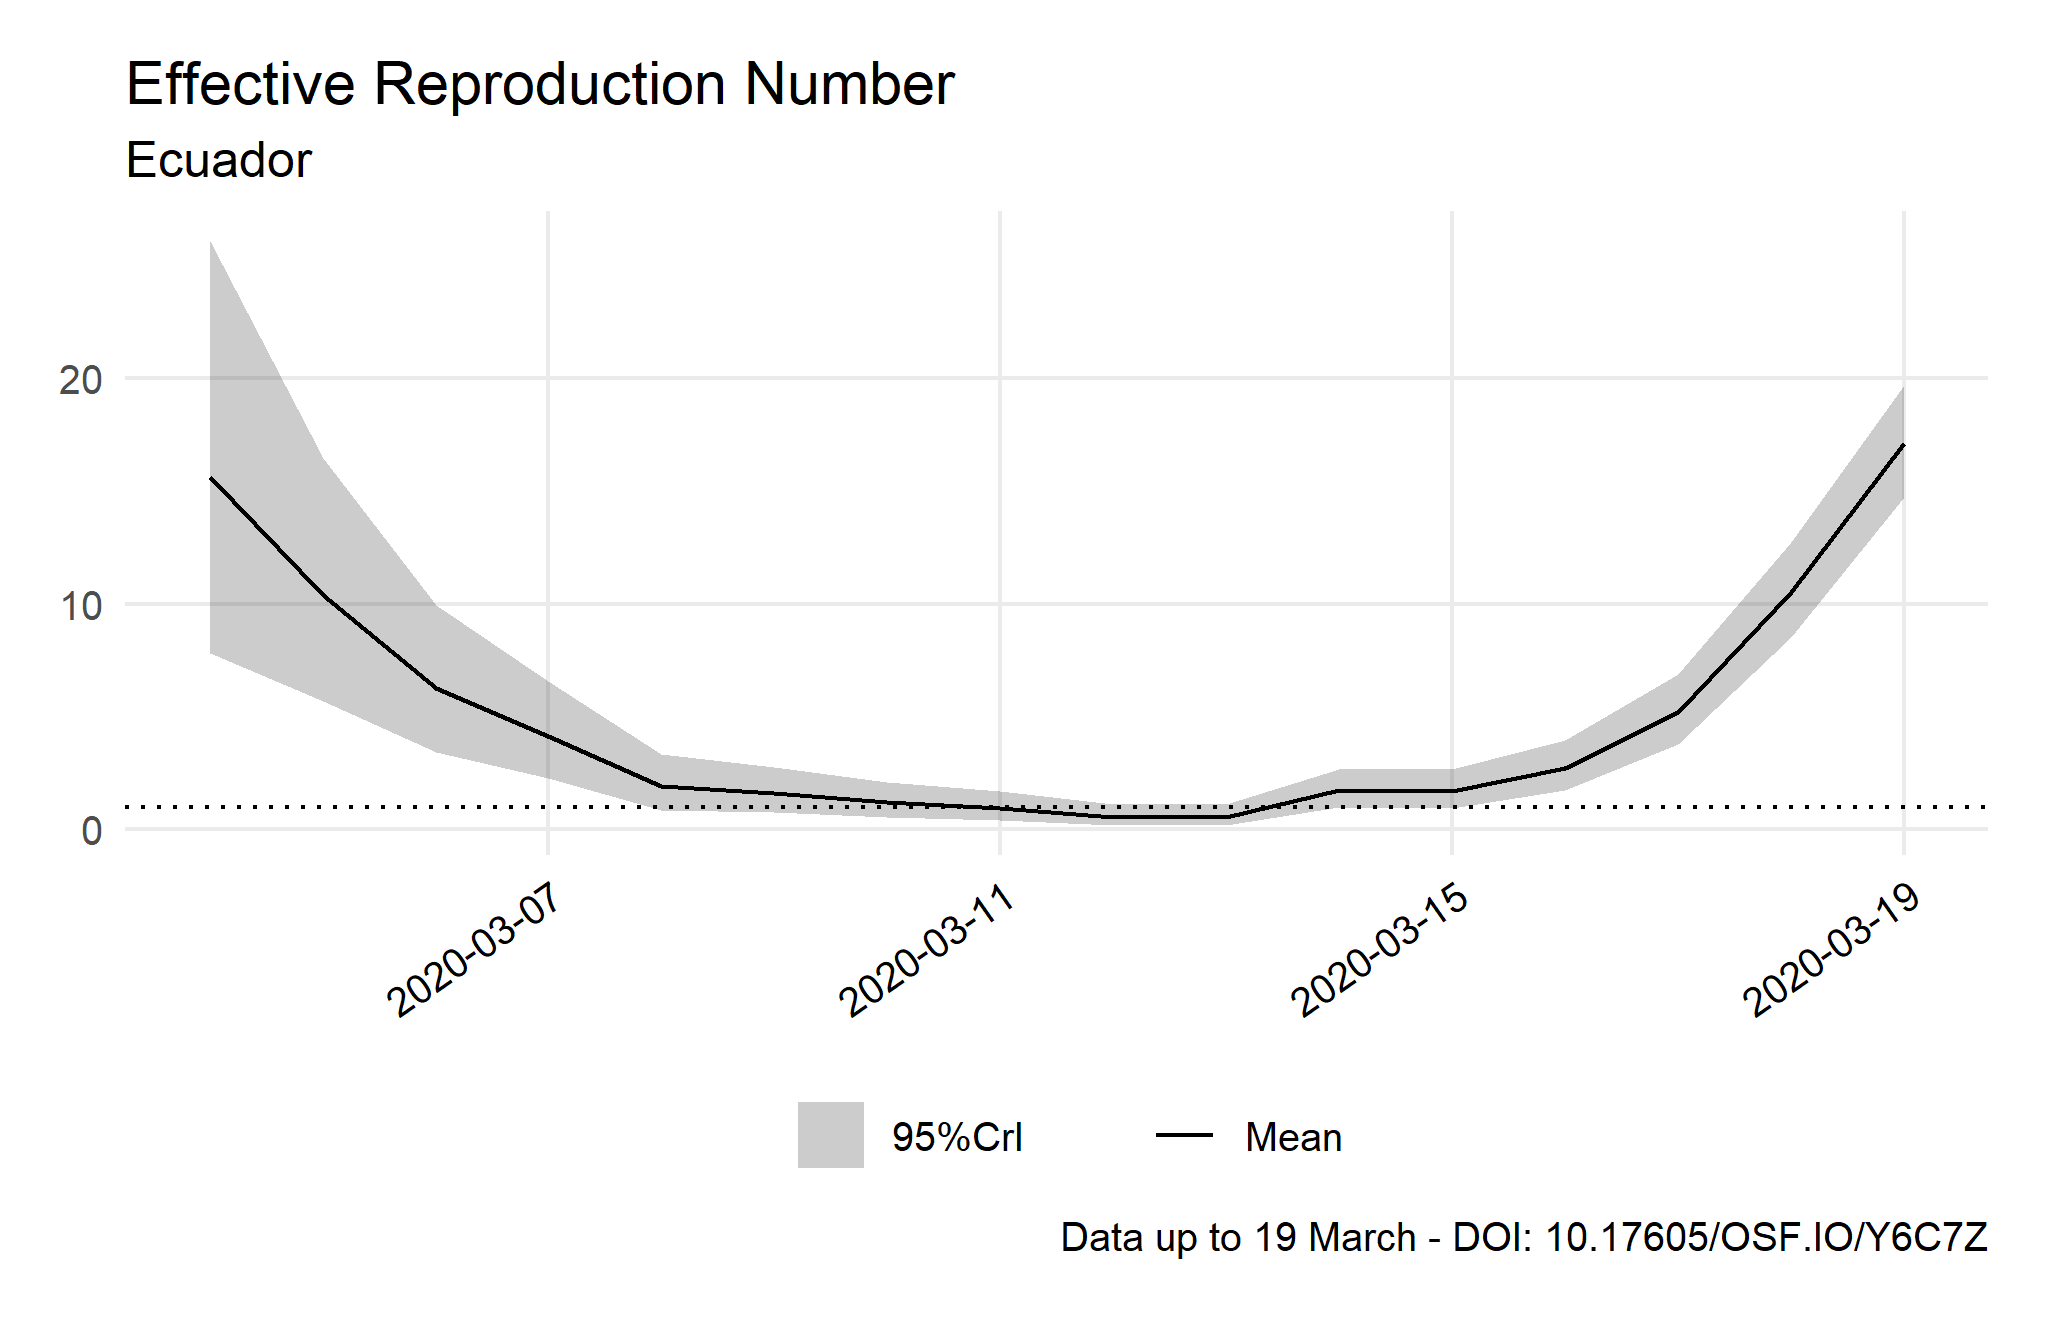 Effective Reproduction Number
Ecuador
20
10
0
2020-03-07
2020-03-11
2020-03-15
2020-03-19
95%CrI
Mean
Data up to 19 March - DOI: 10.17605/OSF.IO/Y6C7Z